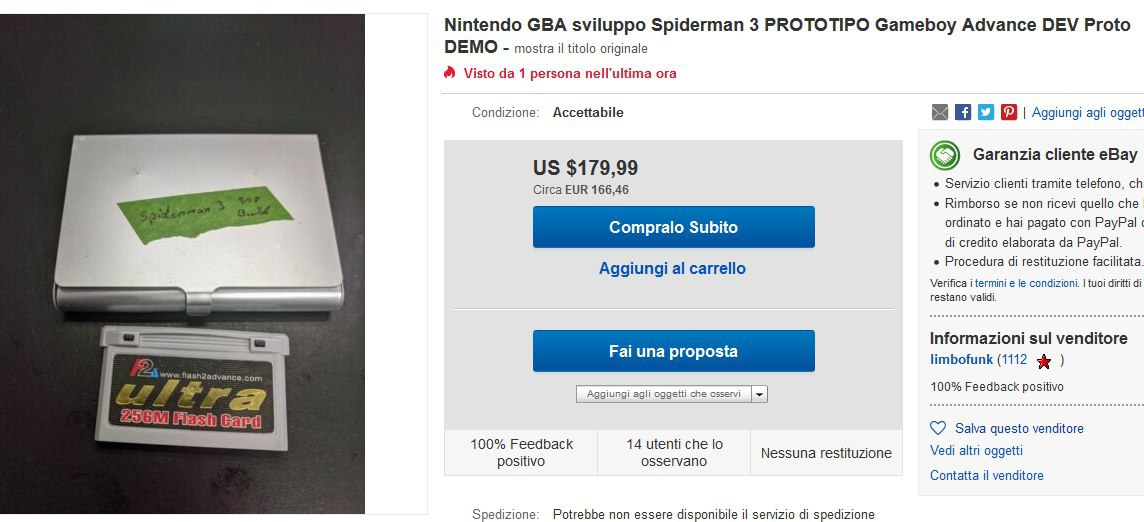 Spiderman 3
Build
F2A www.flash2advance.com
ultra
256M Flash Card
Nintendo GBA sviluppo Spiderman 3 PROTOTIPO Gameboy Advance DEV Proto
DEMO - mostra il titolo originale
Visto da 1 persona nell'ultima ora
Condizione: Accettabile
US $179,99
Circa EUR 166,46
Compralo Subito
Aggiungi al carrello
Fai una proposta
Aggiungi agli oggetti che osservi
100% Feedback
positivo
14 utenti che lo
osservano
Nessuna restituzione
Spedizione: Potrebbe non essere disponibile il servizio di spedizione
| Aggiungi agli oggett
Garanzia cliente eBay
• Servizio clienti tramite telefono, ch
• Rimborso se non ricevi quello che
ordinato e hai pagato con PayPal
di credito elaborata da PayPal.
• Procedura di restituzione facilitata.
Verifica i termini e le condizioni. I tuoi diritti di
restano validi.
Informazioni sul venditore
limbofunk (1112 )
100% Feedback positivo
Salva questo venditore
Vedi altri oggetti
Contatta il venditore